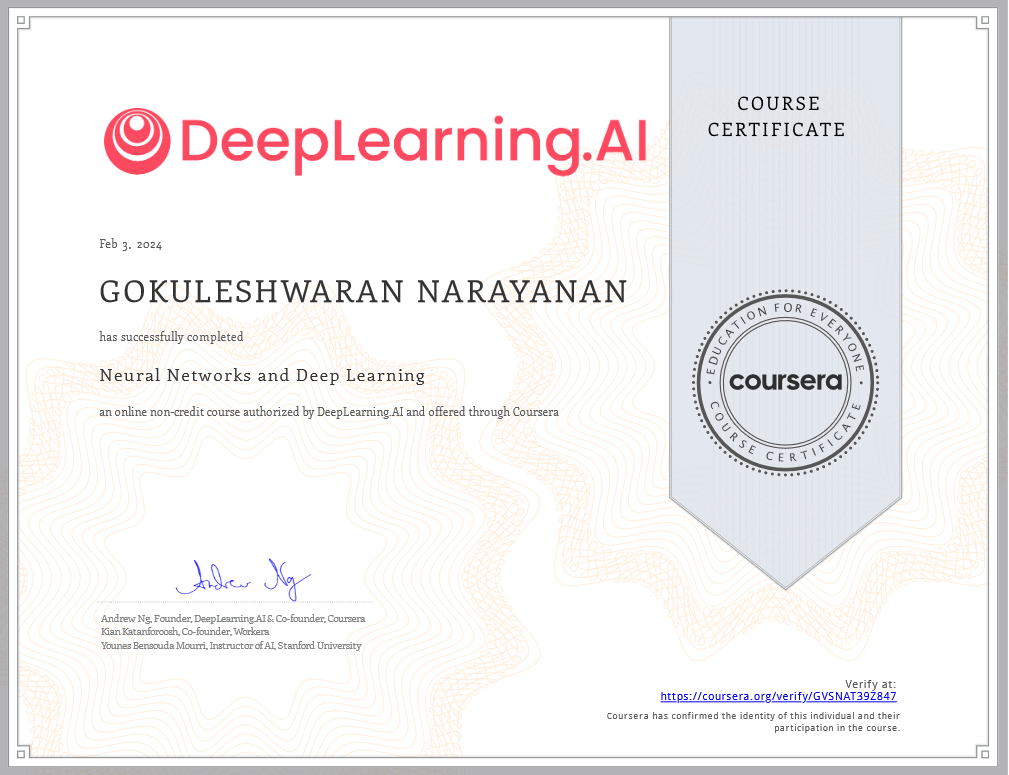 DeepLearning.AI
COURSE
CERTIFICATE
Feb 3, 2024
GOKULESHWARAN NARAYANAN
has successfully completed
Neural Networks and Deep Learning
an online non-credit course authorized by DeepLearning.AI and offered through Coursera
EDUCATION FOR EVERYONE
coursera
COURSE CERTIFICATE
Andrew Ng
Andrew Ng, Founder, DeepLearning.AI & Co-founder, Coursera
Kian Katanforoosh, Co-founder, Workera
Younes Bensouda Mourri, Instructor of AI, Stanford University
Verify at:
https://coursera.org/verify/GVSNAT39Z847
Coursera has confirmed the identity of this individual and their
participation in the course.